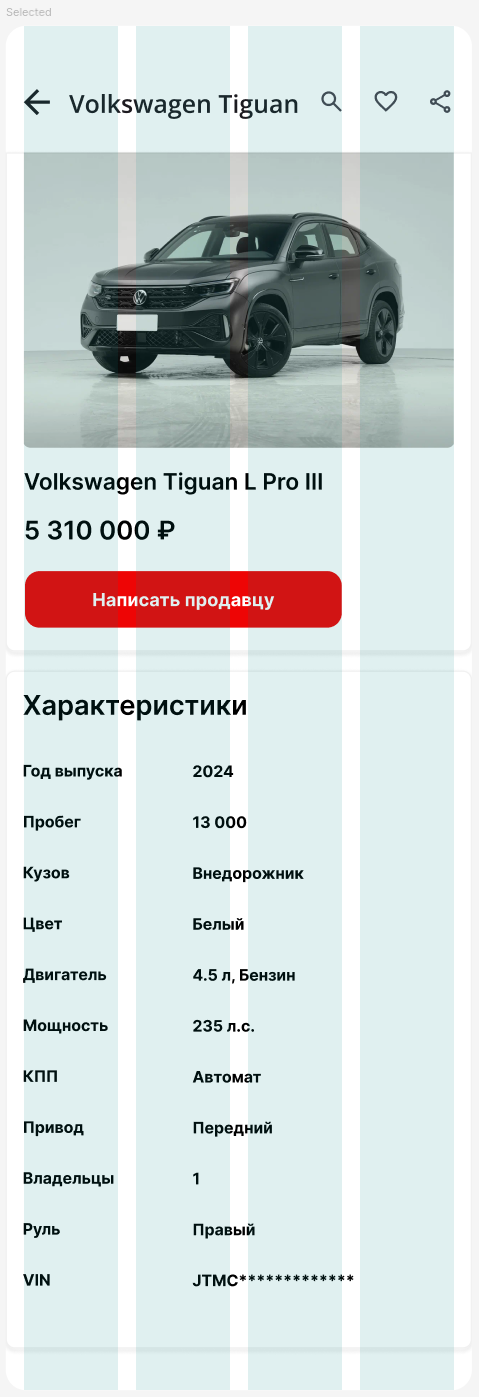 Selected
Volkswagen Tiguan
Volkswagen Tiguan L Pro III
5 310 000 ₽
Написать продавцу
Характеристики
Год выпуска 2024
Пробег 13 000
Кузов Внедорожник
Цвет Белый
Двигатель 4.5 л, Бензин
Мощность 235 л.с.
КПП Автомат
Привод Передний
Владельцы 1
Руль Правый
VIN JTMC*************